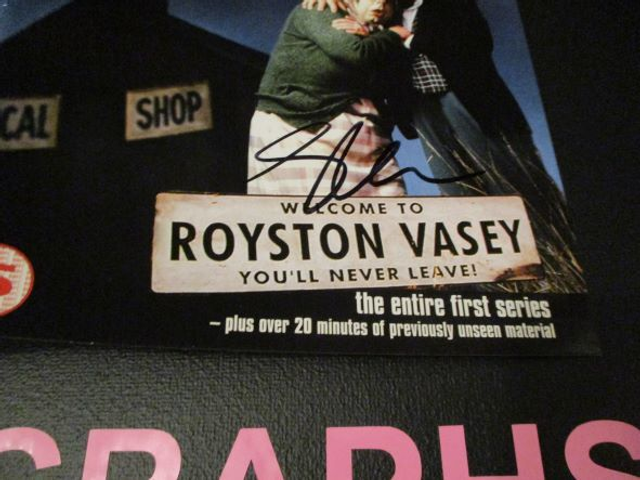 CAL
SHOP
WELCOME TO
ROYSTON VASEY
YOU'LL NEVER LEAVE!
the entire first series
– plus over 20 minutes of previously unseen material
5
GRAPHS